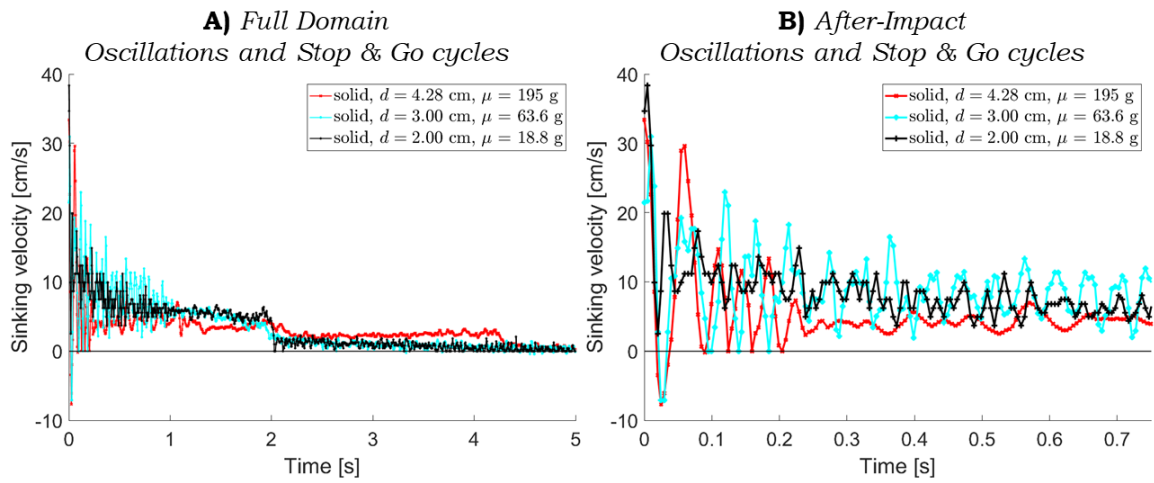 A) Full Domain
Oscillations and Stop & Go cycles
solid, d = 4.28 cm, μ = 195 g
solid, d = 3.00 cm, μ = 63.6 g
solid, d = 2.00 cm, μ = 18.8 g
Sinking velocity [cm/s]
40
30
20
10
0
-10
0 1 2 3 4 5
Time [s]
B) After-Impact
Oscillations and Stop & Go cycles
solid, d = 4.28 cm, μ = 195 g
solid, d = 3.00 cm, μ = 63.6 g
solid, d = 2.00 cm, μ = 18.8 g
Sinking velocity [cm/s]
40
30
20
10
0
-10
0 0.1 0.2 0.3 0.4 0.5 0.6 0.7
Time [s]